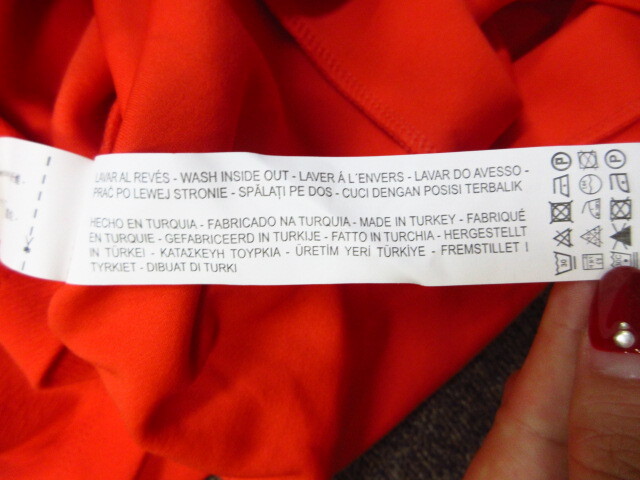 LAVAR AL REVÉS - WASH INSIDE OUT - LAVER À L´ENVERS - LAVAR DO AVESSO -
PRAĆ PO LEWEJ STRONIE - SPĂLAȚI PE DOS - CUCI DENGAN POSISI TERBALIK
HECHO EN TURQUIA - FABRICADO NA TURQUIA - MADE IN TURKEY - FABRIQUÉ
EN TURQUIE - GEFABRICEERD IN TURKIJE - FATTO IN TURCHIA - HERGESTELLT
IN TÜRKEI - ΚΑΤΑΣΚΕΥΗ ΤΟΥΡΚΙΑ - ÜRETİM YERİ TÜRKİYE - FREMSTILLET I
TYRKIET - DIBUAT DI TURKI
P P
30